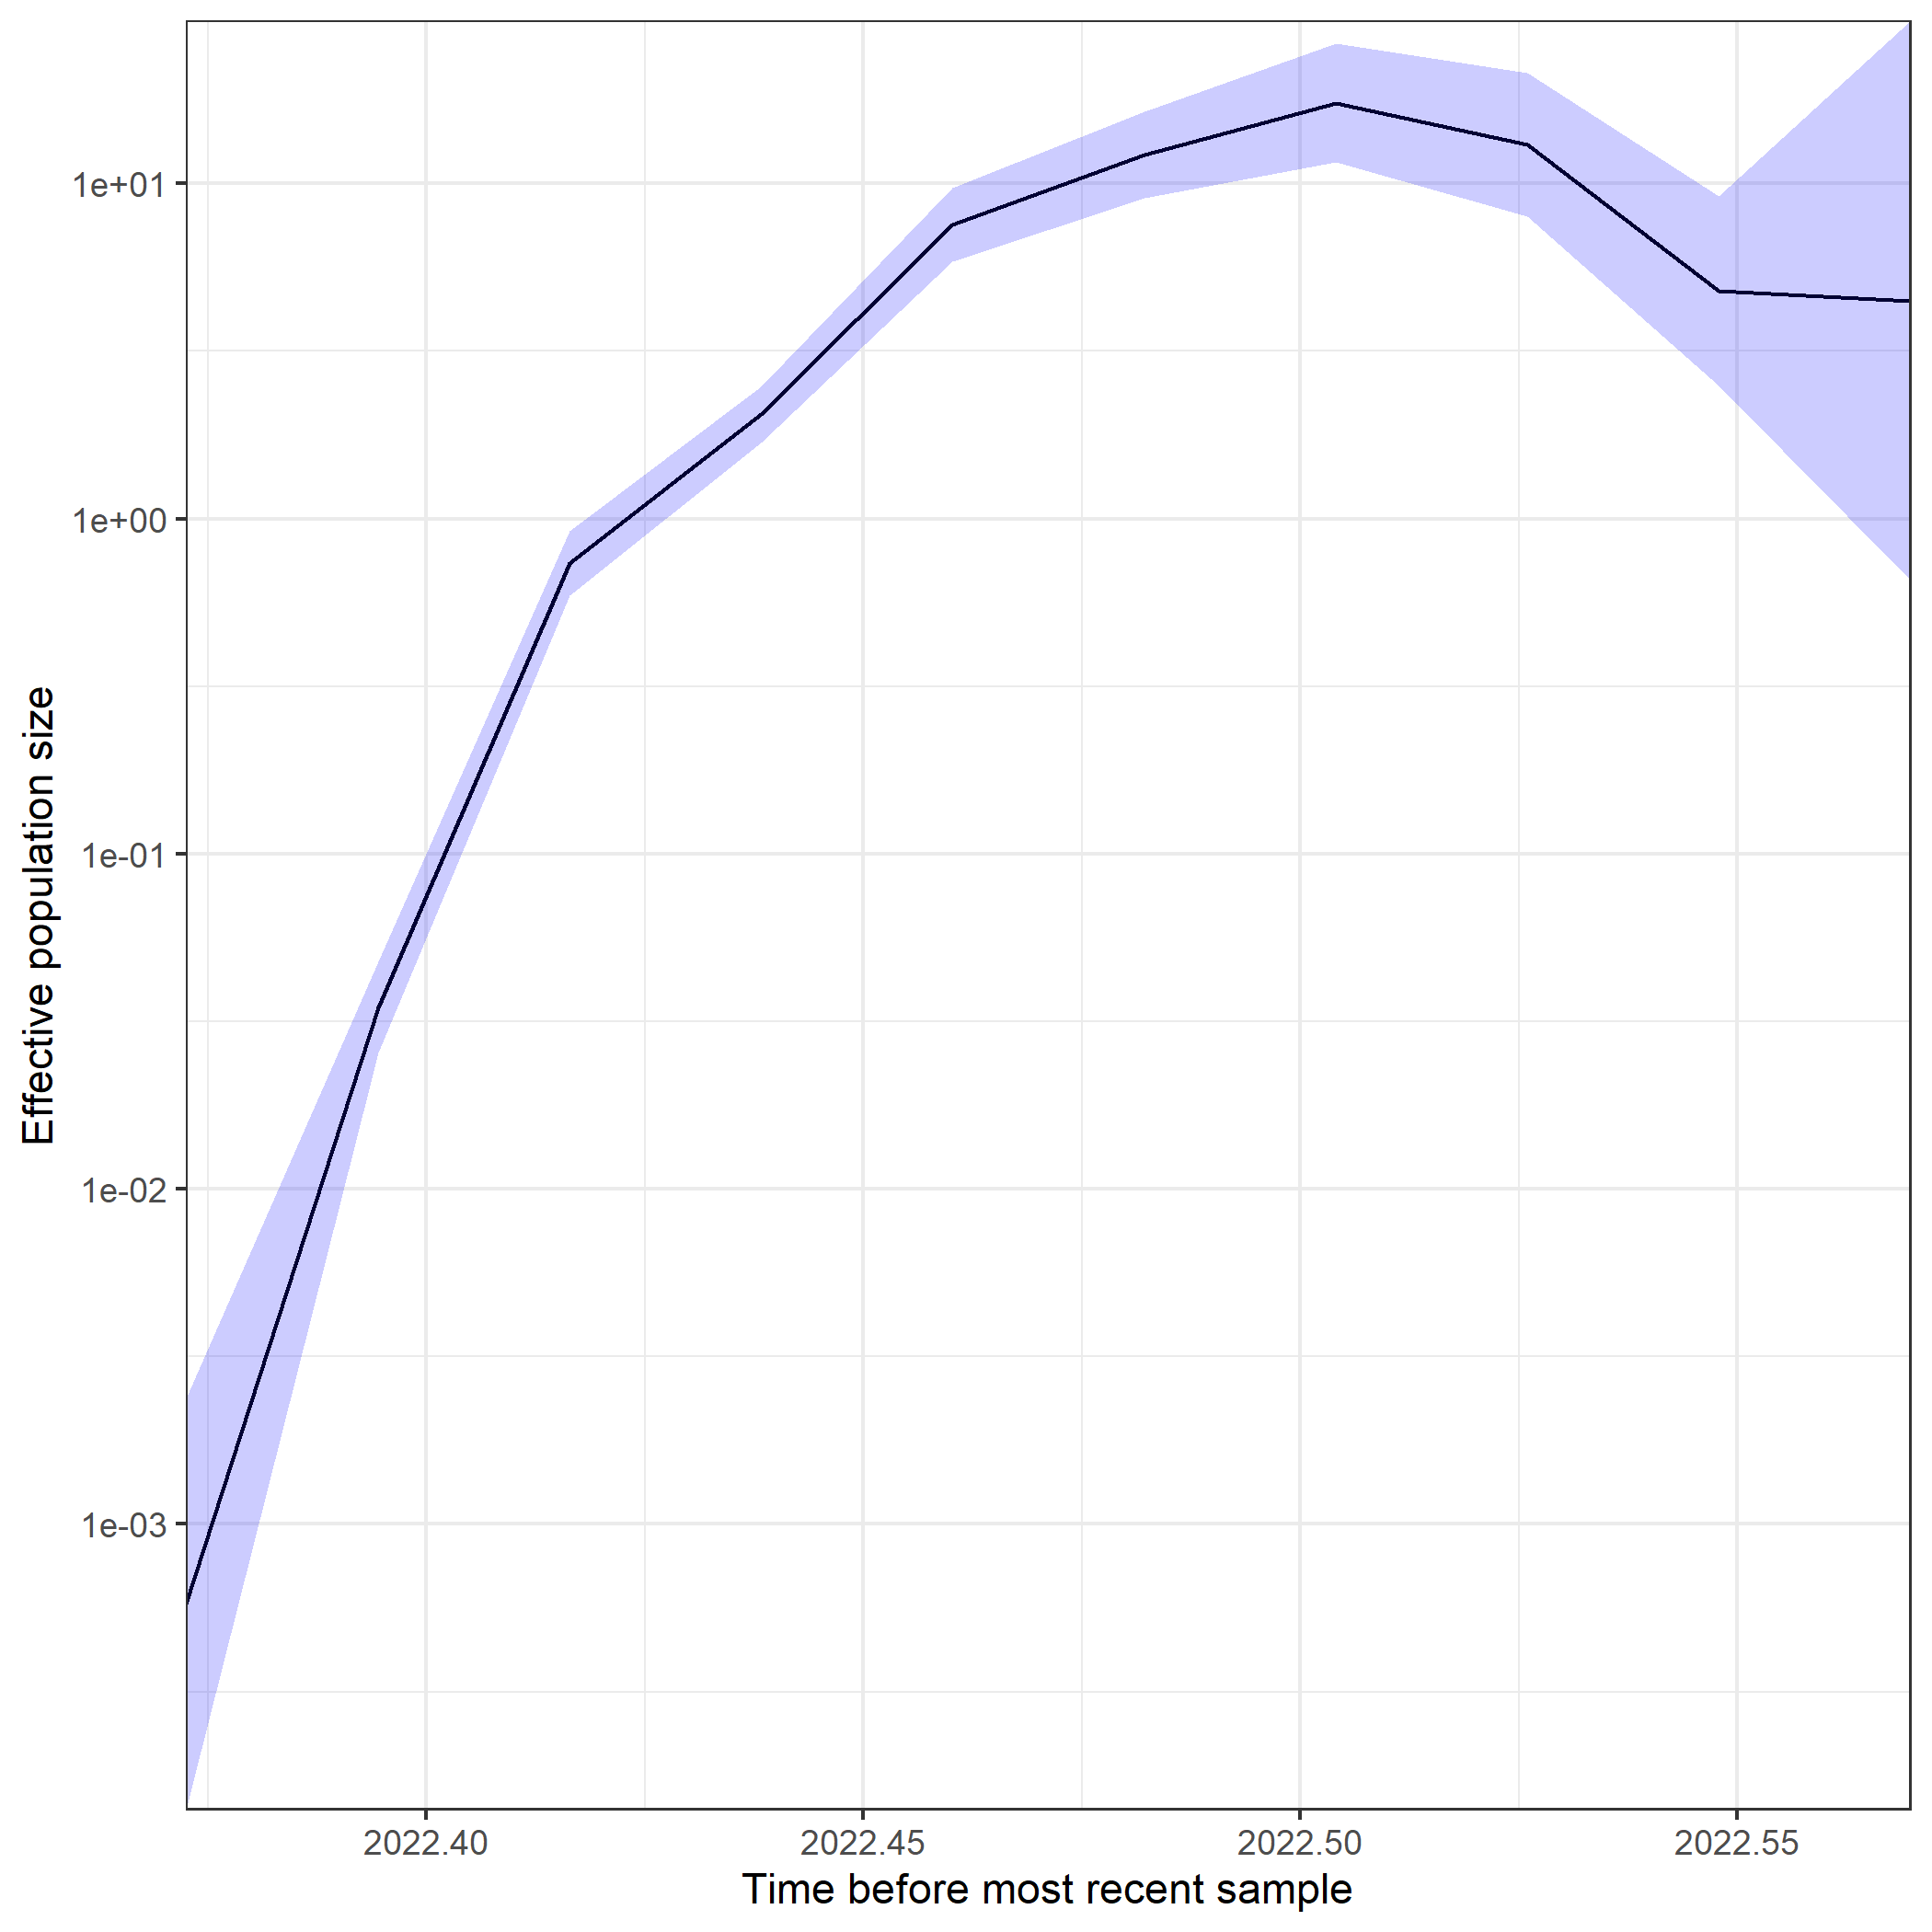 Effective population size
1e+01
1e+00
1e-01
1e-02
1e-03
2022.40 2022.45 2022.50 2022.55
Time before most recent sample